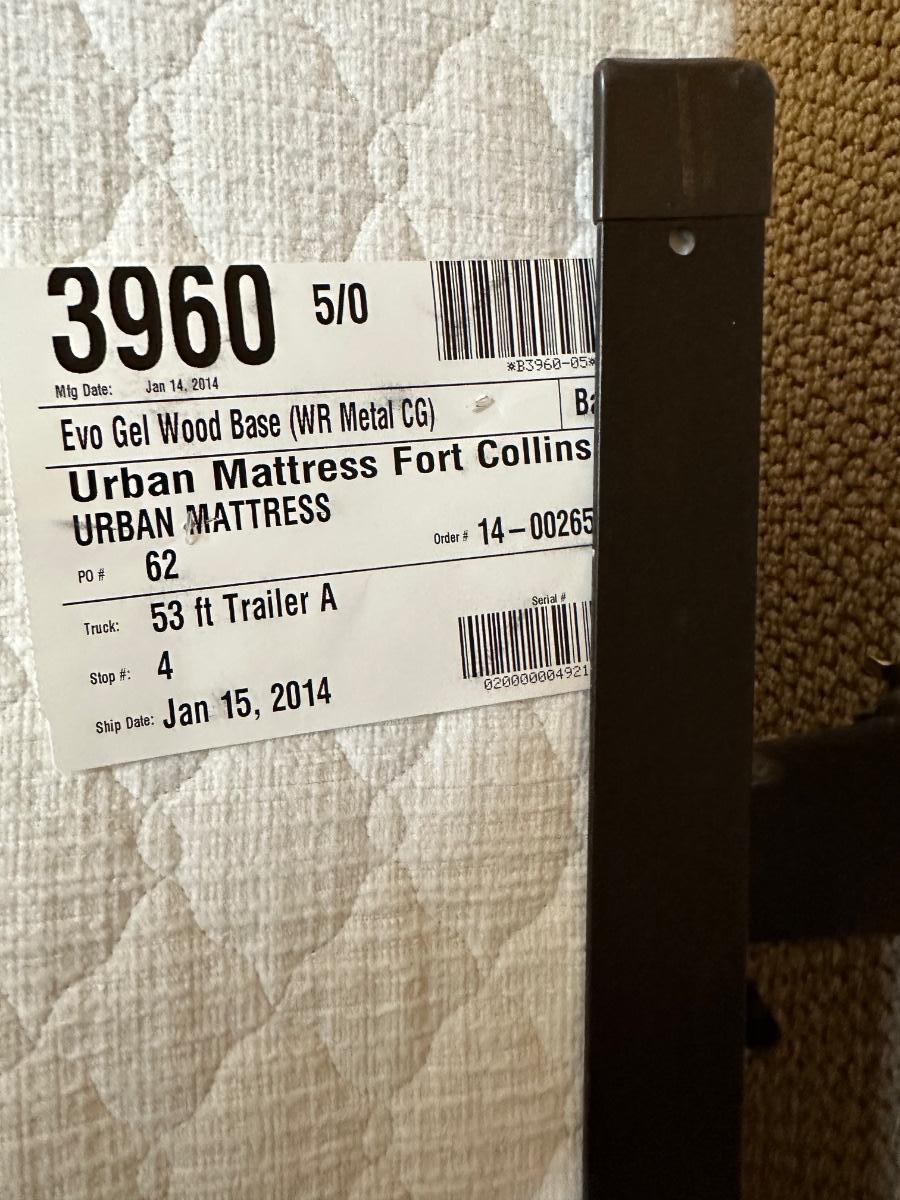 3960 5/0
*B3960-05*
Mfg Date: Jan 14, 2014
Evo Gel Wood Base (WR Metal CG)
Urban Mattress Fort Collins
URBAN MATTRESS
PO # 62 Order # 14-00265
Truck: 53 ft Trailer A
Serial #
Stop #: 4
020000004921
Ship Date: Jan 15, 2014